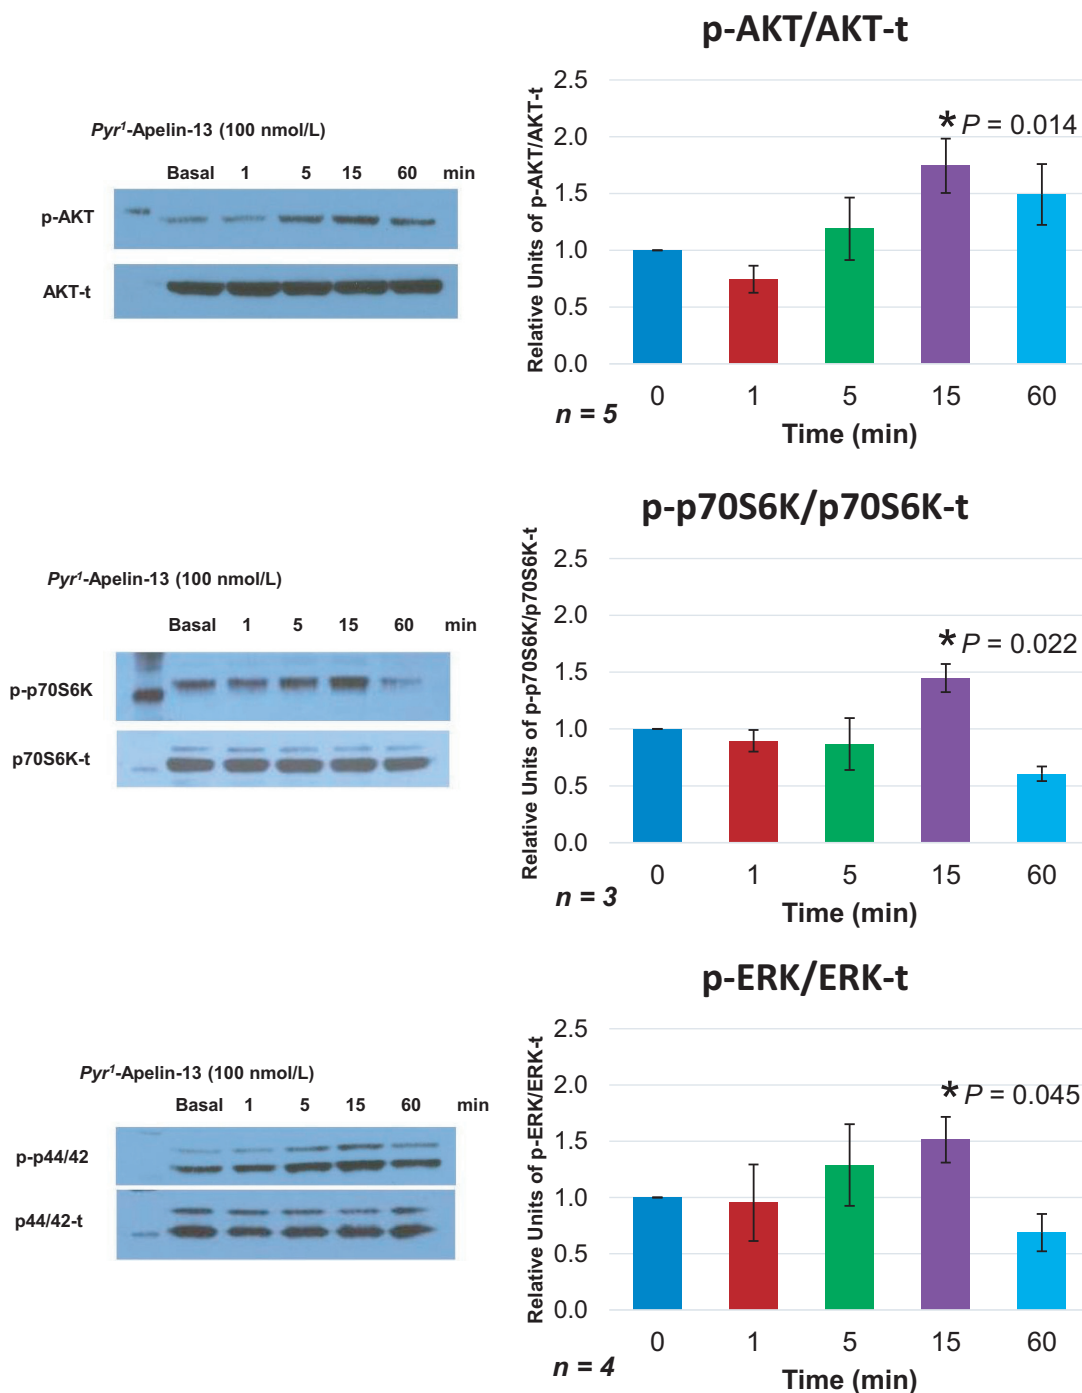 p-AKT/AKT-t
Pyr¹-Apelin-13 (100 nmol/L)
Basal 1 5 15 60 min
p-AKT
AKT-t
Relative Units of p-AKT/AKT-t
2.5
2.0
1.5
1.0
0.5
0.0
* P = 0.014
0 1 5 15 60
n = 5
Time (min)
p-p70S6K/p70S6K-t
Pyr¹-Apelin-13 (100 nmol/L)
Basal 1 5 15 60 min
p-p70S6K
p70S6K-t
Relative Units of p-p70S6K/p70S6K-t
2.5
2.0
1.5
1.0
0.5
0.0
* P = 0.022
0 1 5 15 60
n = 3
Time (min)
p-ERK/ERK-t
Pyr¹-Apelin-13 (100 nmol/L)
Basal 1 5 15 60 min
p-p44/42
p44/42-t
Relative Units of p-ERK/ERK-t
2.5
2.0
1.5
1.0
0.5
0.0
* P = 0.045
0 1 5 15 60
n = 4
Time (min)